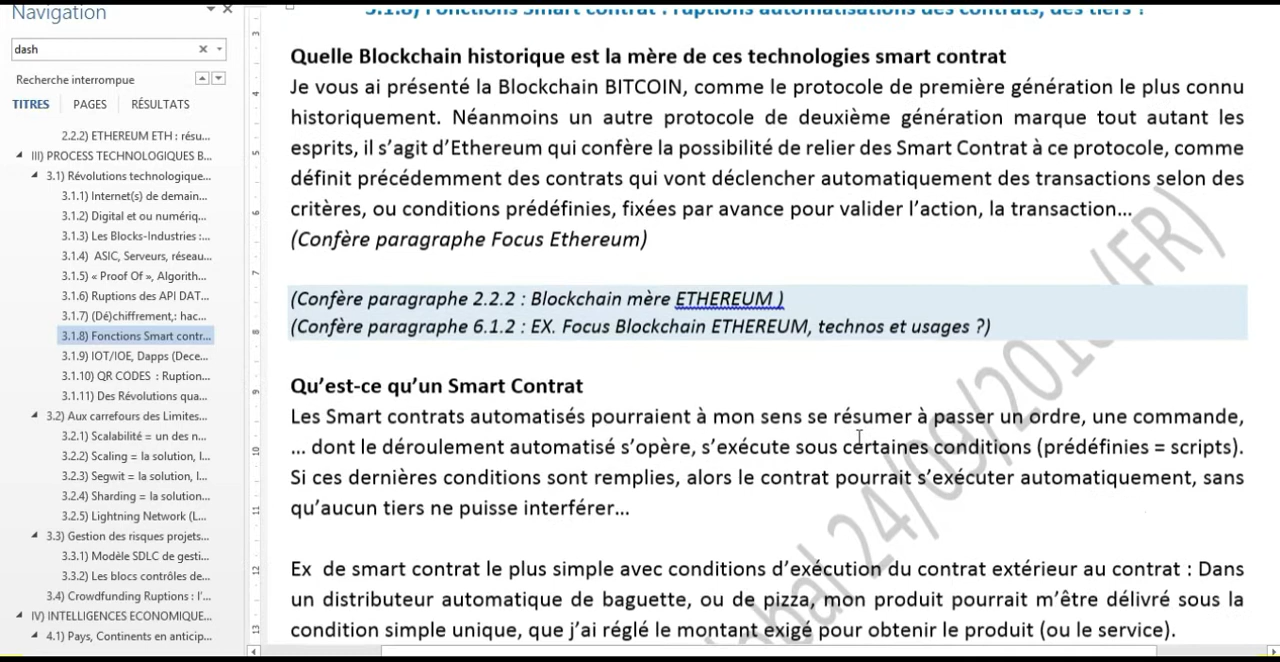 Navigation
dash
Recherche interrompue
TITRES PAGES RÉSULTATS
2.2.2) ETHEREUM ETH : résu...
III) PROCESS TECHNOLOGIQUES B...
3.1) Révolutions technologique...
3.1.1) Internet(s) de demain...
3.1.2) Digital et ou numériq...
3.1.3) Les Blocks-Industries :...
3.1.4) ASIC, Serveurs, réseau...
3.1.5) « Proof Of », Algorith...
3.1.6) Ruptions des API DAT...
3.1.7) (Dé)chiffrement,: hac...
3.1.8) Fonctions Smart contr...
3.1.9) IOT/IOE, Dapps (Dece...
3.1.10) QR CODES : Ruption...
3.1.11) Des Révolutions qua...
3.2) Aux carrefours des Limites...
3.2.1) Scalabilité = un des n...
3.2.2) Scaling = la solution, l...
3.2.3) Segwit = la solution, l...
3.2.4) Sharding = la solution...
3.2.5) Lightning Network (L...
3.3) Gestion des risques projets...
3.3.1) Modèle SDLC de gesti...
3.3.2) Les blocs contrôles de...
3.4) Crowdfunding Ruptions : l'...
IV) INTELLIGENCES ECONOMIQUE...
4.1) Pays, Continents en anticip...
3.1.8) Fonctions Smart contrat : ruptions automatisations des contrats, des tiers ?
Quelle Blockchain historique est la mère de ces technologies smart contrat
Je vous ai présenté la Blockchain BITCOIN, comme le protocole de première génération le plus connu
historiquement. Néanmoins un autre protocole de deuxième génération marque tout autant les
esprits, il s'agit d'Ethereum qui confère la possibilité de relier des Smart Contrat à ce protocole, comme
définit précédemment des contrats qui vont déclencher automatiquement des transactions selon des
critères, ou conditions prédéfinies, fixées par avance pour valider l'action, la transaction...
(Confère paragraphe Focus Ethereum)
(Confère paragraphe 2.2.2 : Blockchain mère ETHEREUM )
(Confère paragraphe 6.1.2 : EX. Focus Blockchain ETHEREUM, technos et usages ?)
Qu'est-ce qu'un Smart Contrat
Les Smart contrats automatisés pourraient à mon sens se résumer à passer un ordre, une commande,
... dont le déroulement automatisé s'opère, s'exécute sous certaines conditions (prédéfinies = scripts).
Si ces dernières conditions sont remplies, alors le contrat pourrait s'exécuter automatiquement, sans
qu'aucun tiers ne puisse interférer...
Ex de smart contrat le plus simple avec conditions d'exécution du contrat extérieur au contrat : Dans
un distributeur automatique de baguette, ou de pizza, mon produit pourrait m'être délivré sous la
condition simple unique, que j'ai réglé le montant exigé pour obtenir le produit (ou le service).